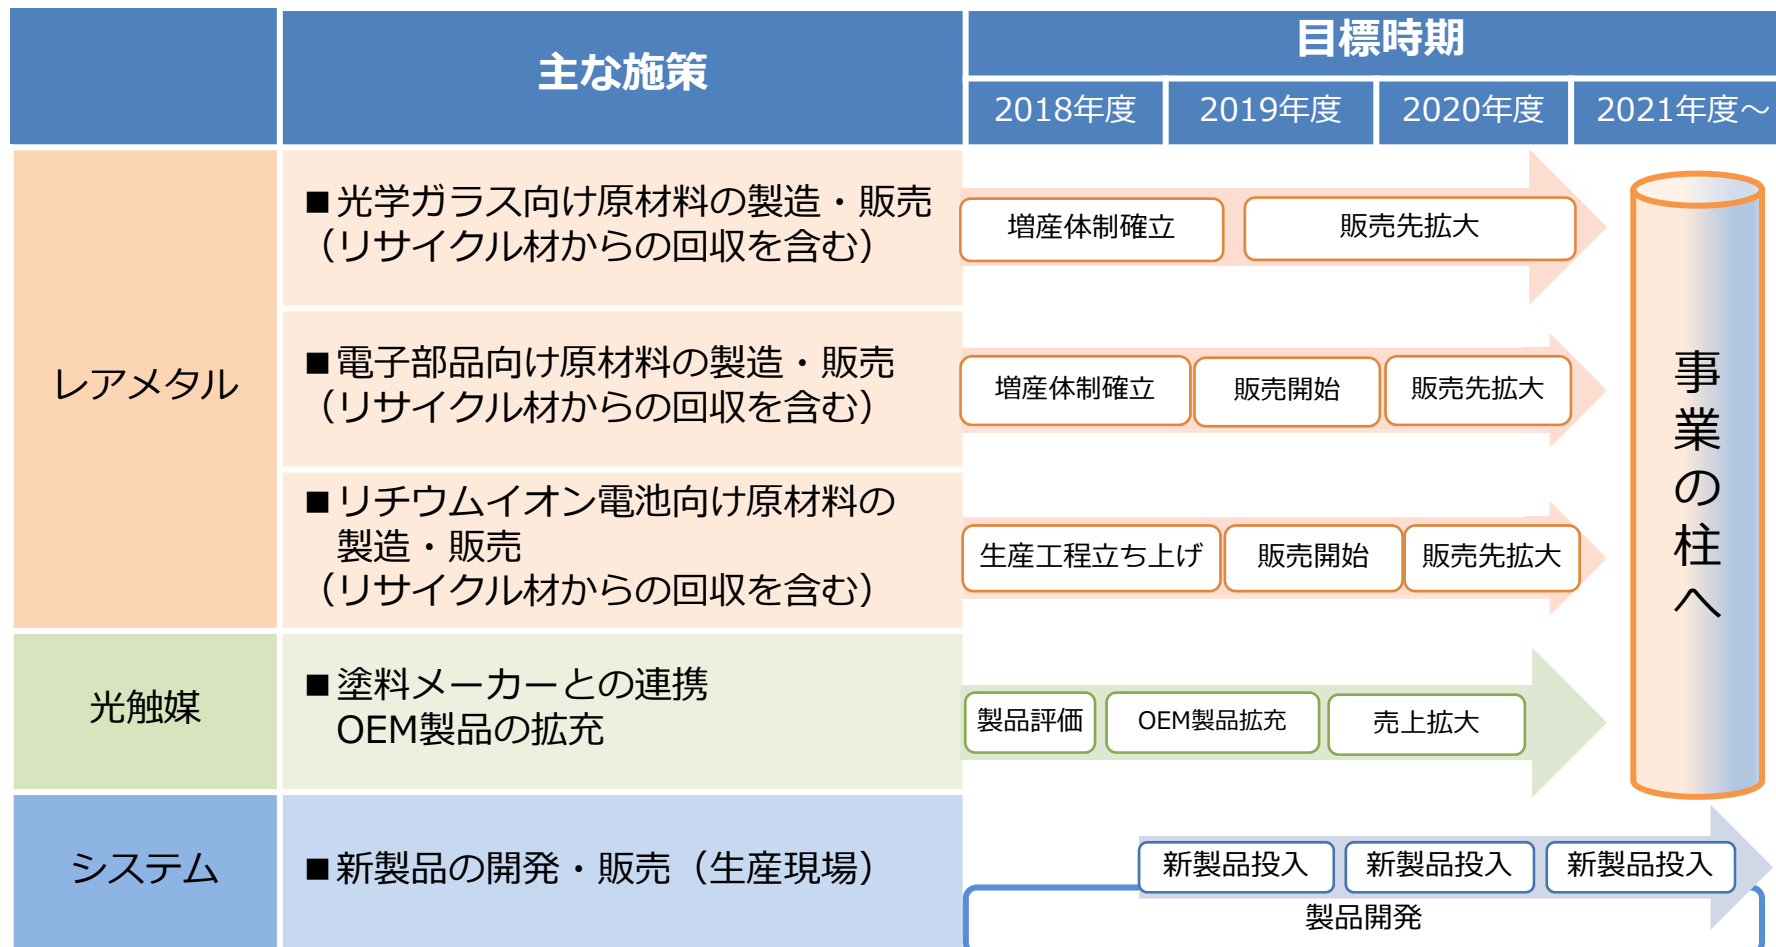 主な施策
目標時期
2018年度
2019年度
2020年度
2021年度～
レアメタル
■光学ガラス向け原材料の製造・販売
（リサイクル材からの回収を含む）
増産体制確立
販売先拡大
■電子部品向け原材料の製造・販売
（リサイクル材からの回収を含む）
増産体制確立
販売開始
販売先拡大
■リチウムイオン電池向け原材料の
製造・販売
（リサイクル材からの回収を含む）
生産工程立ち上げ
販売開始
販売先拡大
事業の柱へ
光触媒
■塗料メーカーとの連携
OEM製品の拡充
製品評価
OEM製品拡充
売上拡大
システム
■新製品の開発・販売（生産現場）
新製品投入
新製品投入
新製品投入
製品開発